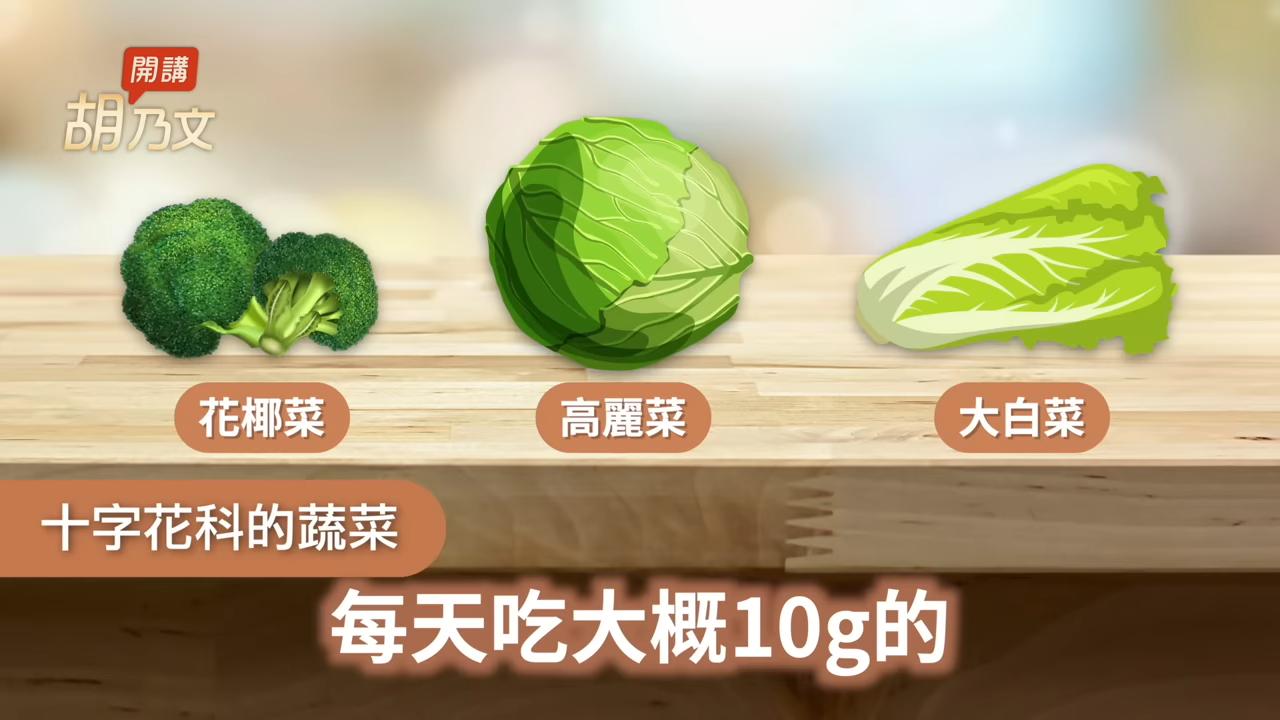 開講
胡乃文
花椰菜
高麗菜
大白菜
十字花科的蔬菜
每天吃大概10g的